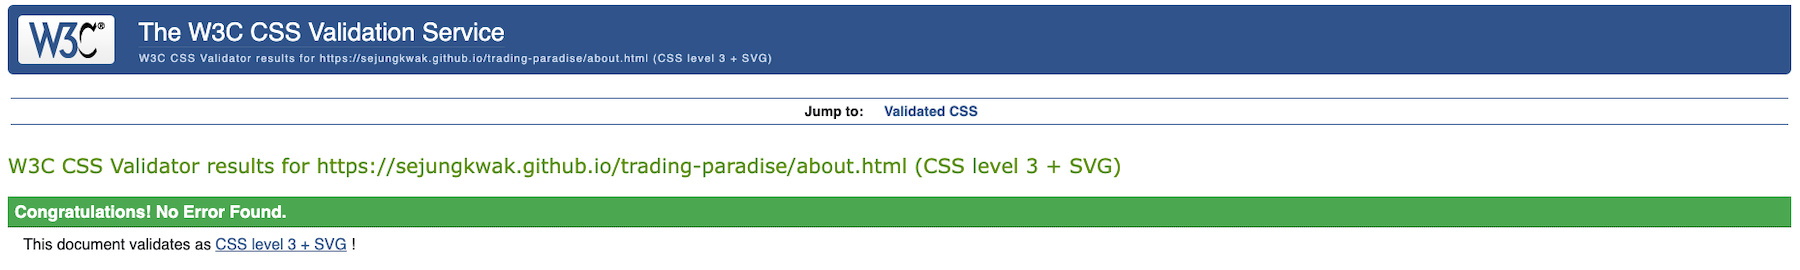 W3C®
The W3C CSS Validation Service
W3C CSS Validator results for https://sejungkwak.github.io/trading-paradise/about.html (CSS level 3 + SVG)
Jump to: Validated CSS
W3C CSS Validator results for https://sejungkwak.github.io/trading-paradise/about.html (CSS level 3 + SVG)
Congratulations! No Error Found.
This document validates as CSS level 3 + SVG !